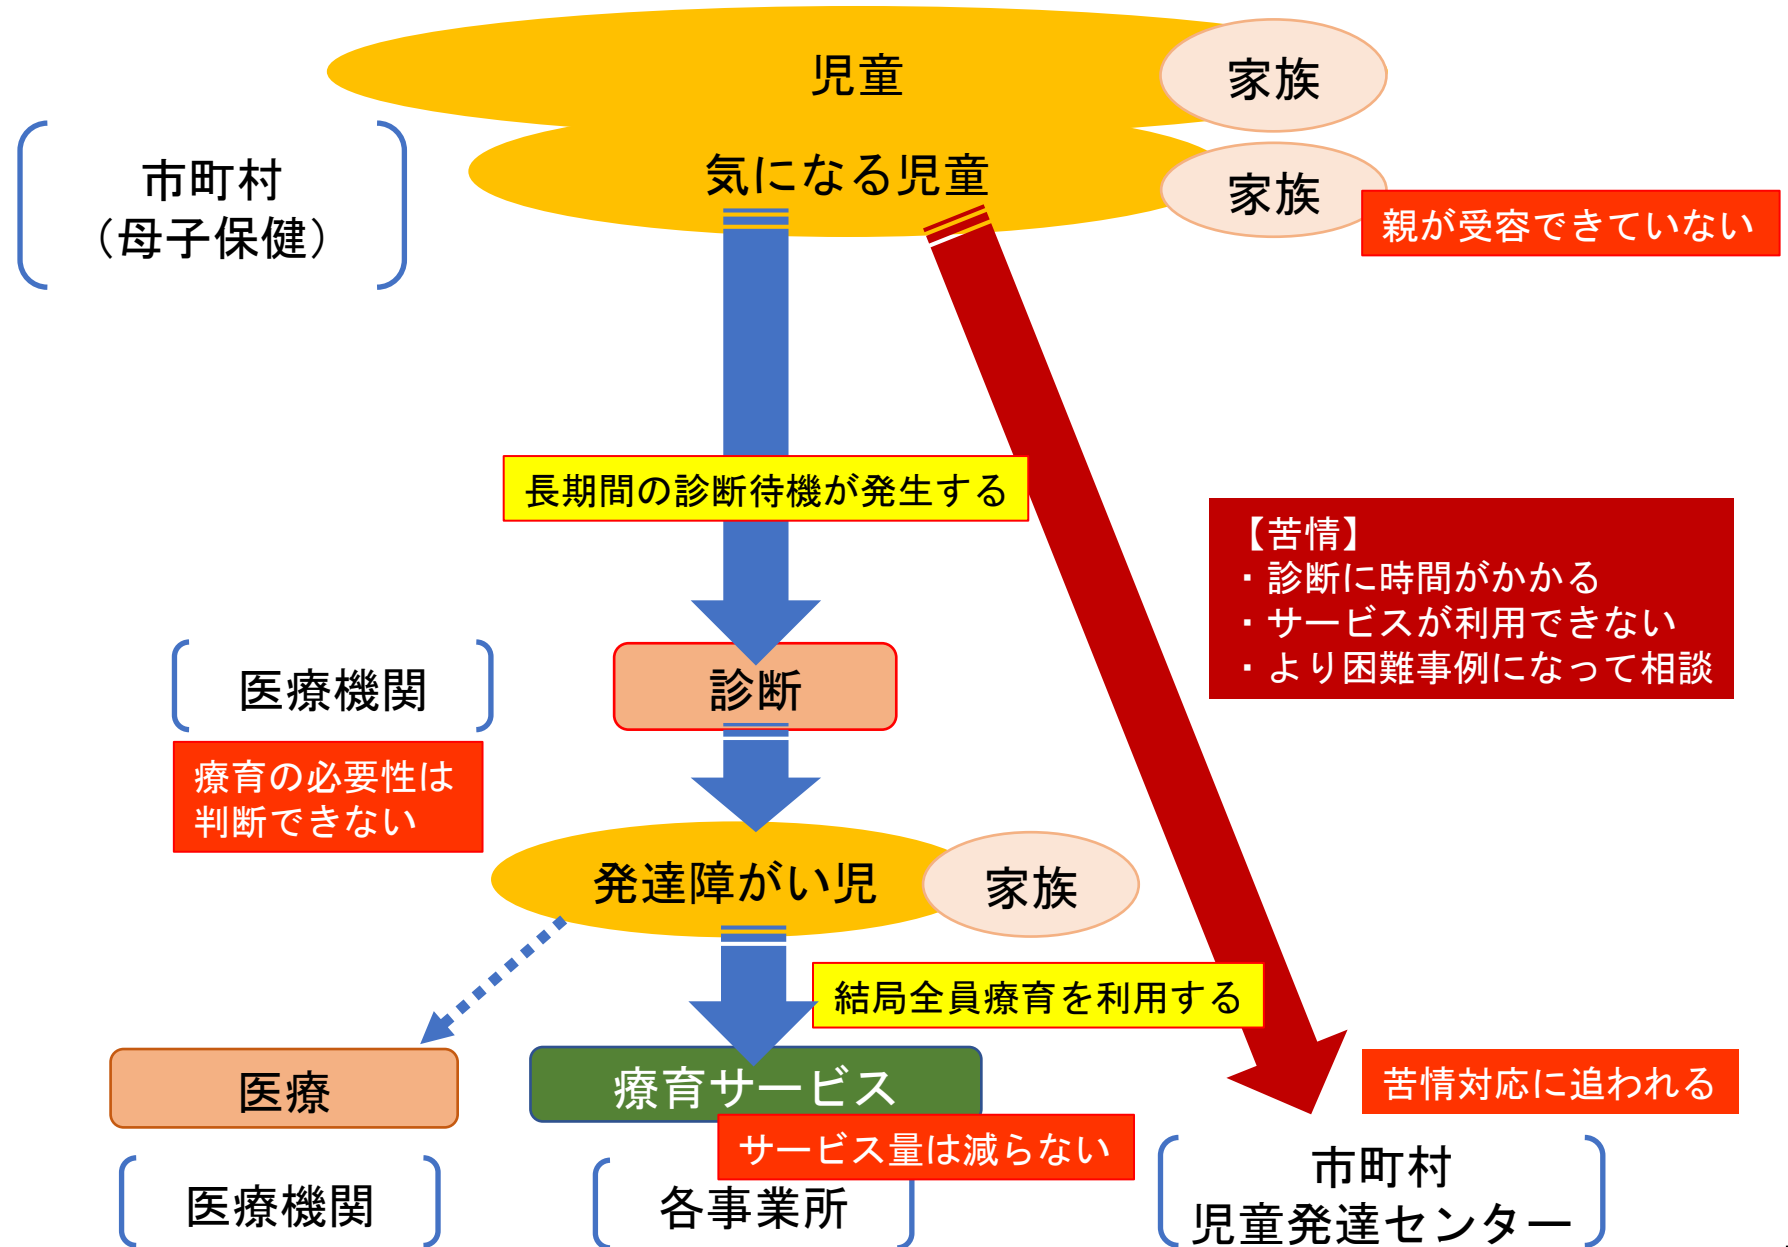 児童
家族
市町村
（母子保健）
気になる児童
家族
親が受容できていない
長期間の診断待機が発生する
【苦情】
・診断に時間がかかる
・サービスが利用できない
・より困難事例になって相談
医療機関
診断
療育の必要性は
判断できない
発達障がい児
家族
結局全員療育を利用する
医療
療育サービス
苦情対応に追われる
サービス量は減らない
医療機関
各事業所
市町村
児童発達センター